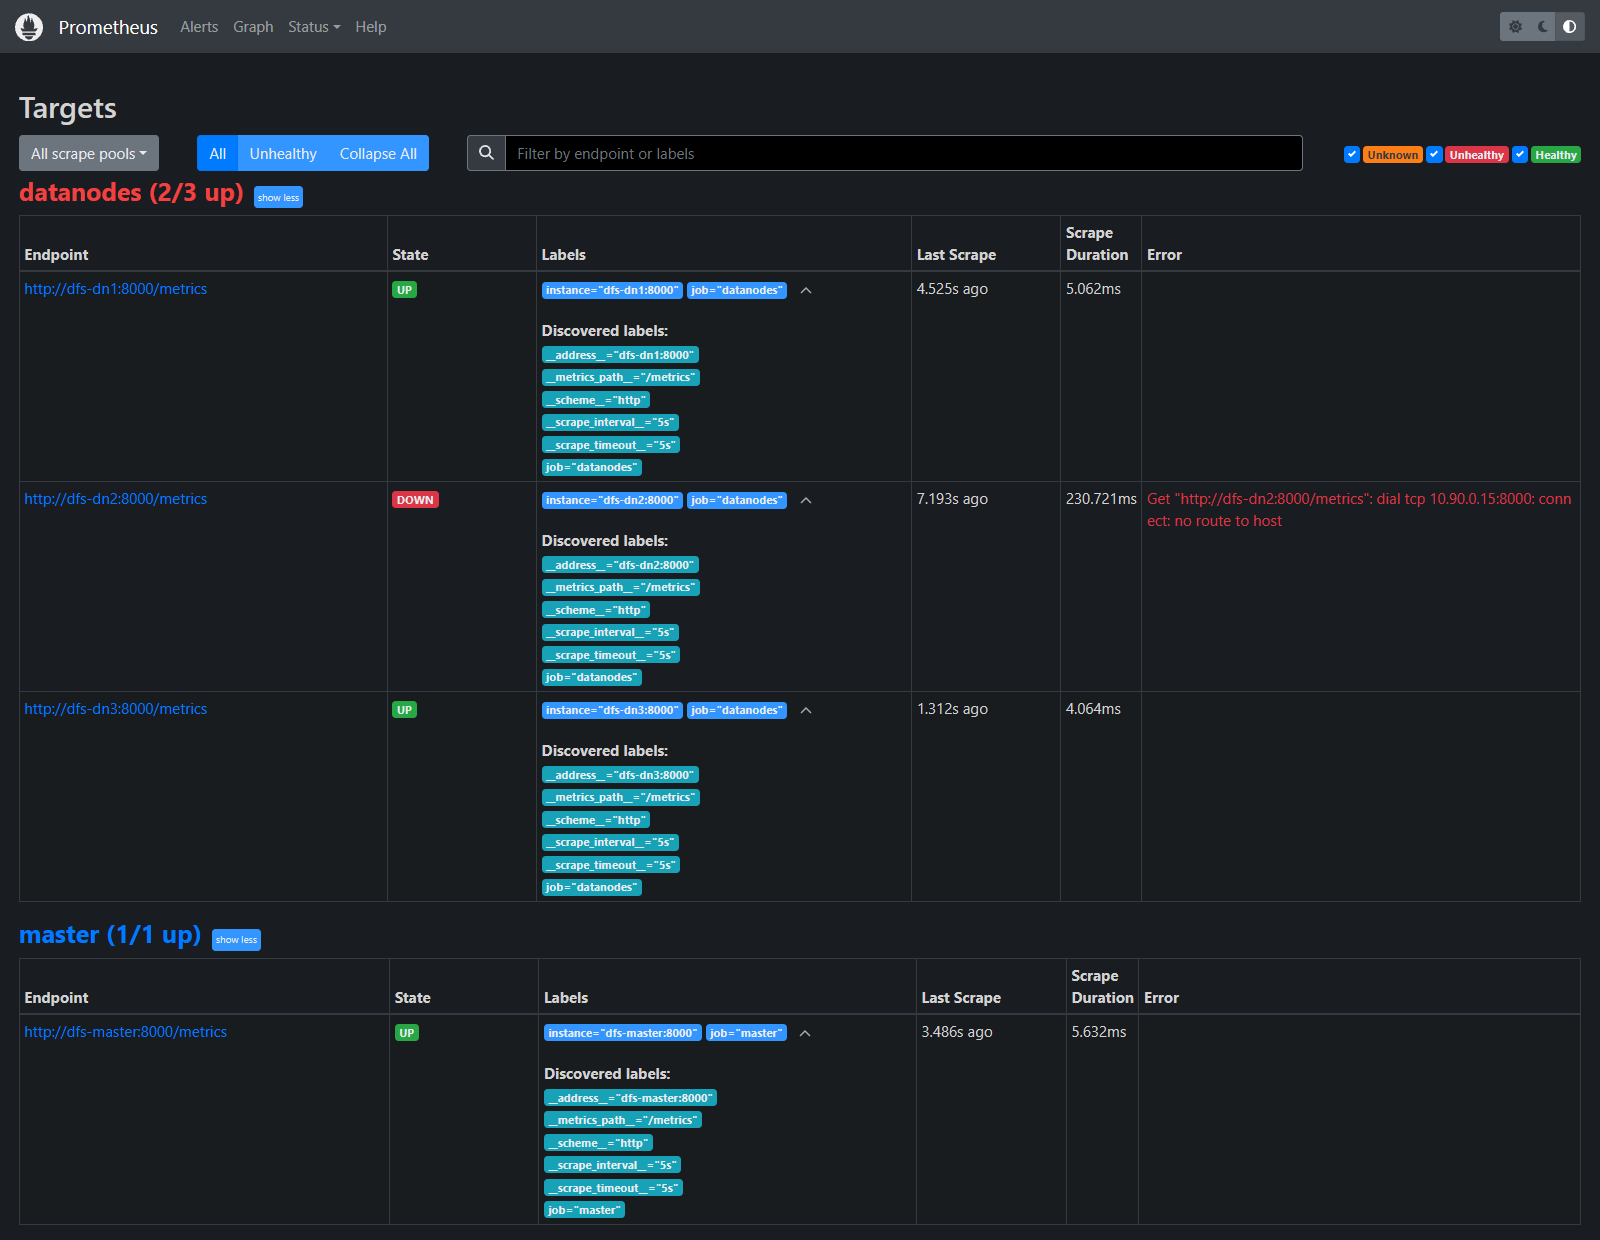 Prometheus Alerts Graph Status Help
Targets
All scrape pools All Unhealthy Collapse All Filter by endpoint or labels Unknown Unhealthy Healthy
datanodes (2/3 up) show less
Endpoint State Labels Last Scrape Scrape Duration Error
http://dfs-dn1:8000/metrics UP instance="dfs-dn1:8000" job="datanodes" 4.525s ago 5.062ms
Discovered labels:
__address__="dfs-dn1:8000"
__metrics_path__="/metrics"
__scheme__="http"
__scrape_interval__="5s"
__scrape_timeout__="5s"
job="datanodes"
http://dfs-dn2:8000/metrics DOWN instance="dfs-dn2:8000" job="datanodes" 7.193s ago 230.721ms Get "http://dfs-dn2:8000/metrics": dial tcp 10.90.0.15:8000: conn
ect: no route to host
Discovered labels:
__address__="dfs-dn2:8000"
__metrics_path__="/metrics"
__scheme__="http"
__scrape_interval__="5s"
__scrape_timeout__="5s"
job="datanodes"
http://dfs-dn3:8000/metrics UP instance="dfs-dn3:8000" job="datanodes" 1.312s ago 4.064ms
Discovered labels:
__address__="dfs-dn3:8000"
__metrics_path__="/metrics"
__scheme__="http"
__scrape_interval__="5s"
__scrape_timeout__="5s"
job="datanodes"
master (1/1 up) show less
Endpoint State Labels Last Scrape Scrape Duration Error
http://dfs-master:8000/metrics UP instance="dfs-master:8000" job="master" 3.486s ago 5.632ms
Discovered labels:
__address__="dfs-master:8000"
__metrics_path__="/metrics"
__scheme__="http"
__scrape_interval__="5s"
__scrape_timeout__="5s"
job="master"